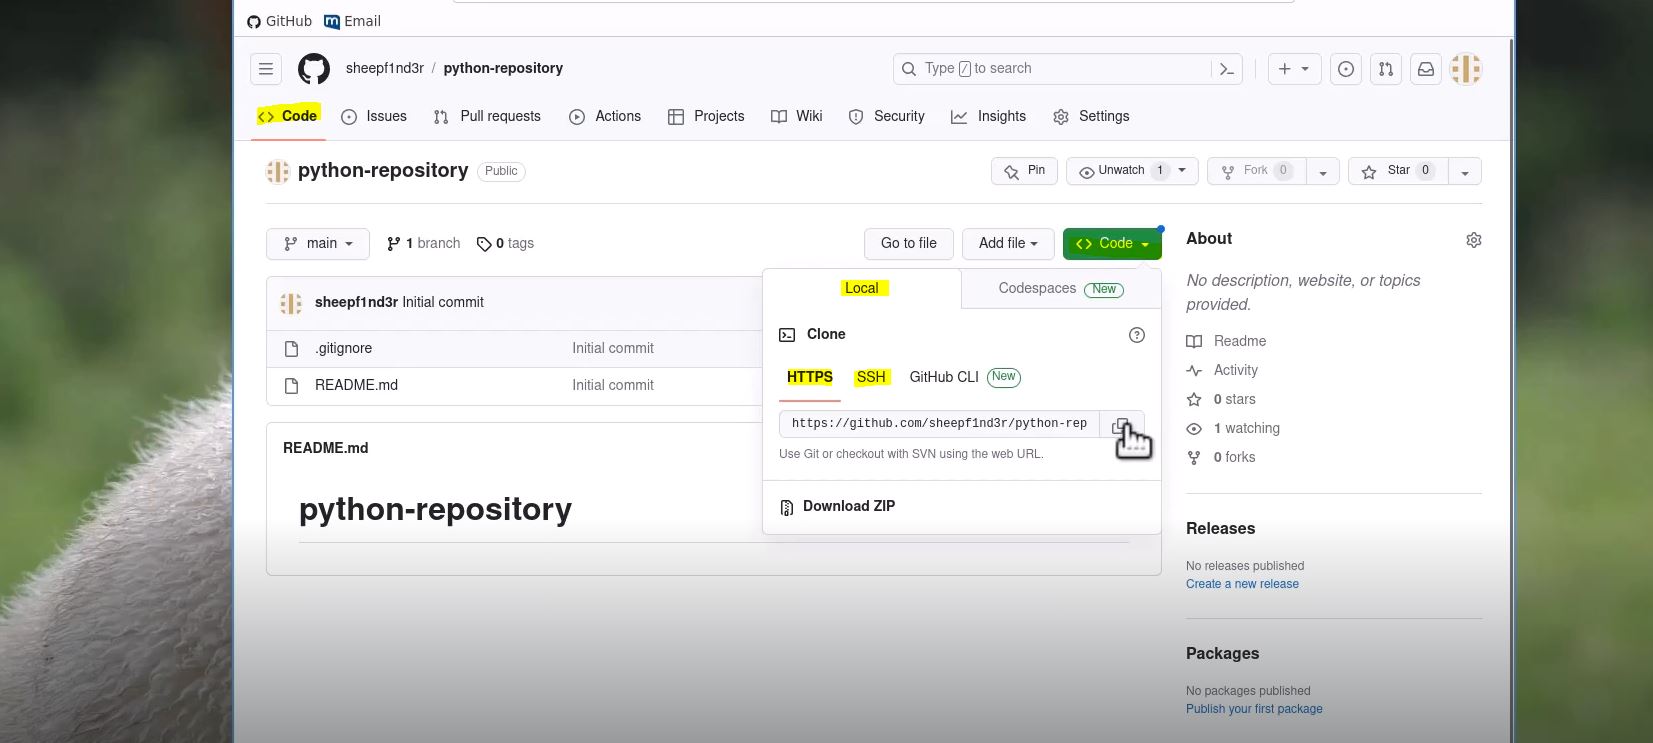 GitHub Email
sheepf1nd3r / python-repository
Type / to search
Code Issues Pull requests Actions Projects Wiki Security Insights Settings
python-repository Public
Pin Unwatch 1 Fork 0 Star 0
main 1 branch 0 tags
Go to file Add file Code
sheepf1nd3r Initial commit
.gitignore Initial commit
README.md Initial commit
README.md
python-repository
Local Codespaces New
Clone
HTTPS SSH GitHub CLI New
https://github.com/sheepf1nd3r/python-rep
Use Git or checkout with SVN using the web URL.
Download ZIP
About
No description, website, or topics
provided.
Readme
Activity
0 stars
1 watching
0 forks
Releases
No releases published
Create a new release
Packages
No packages published
Publish your first package